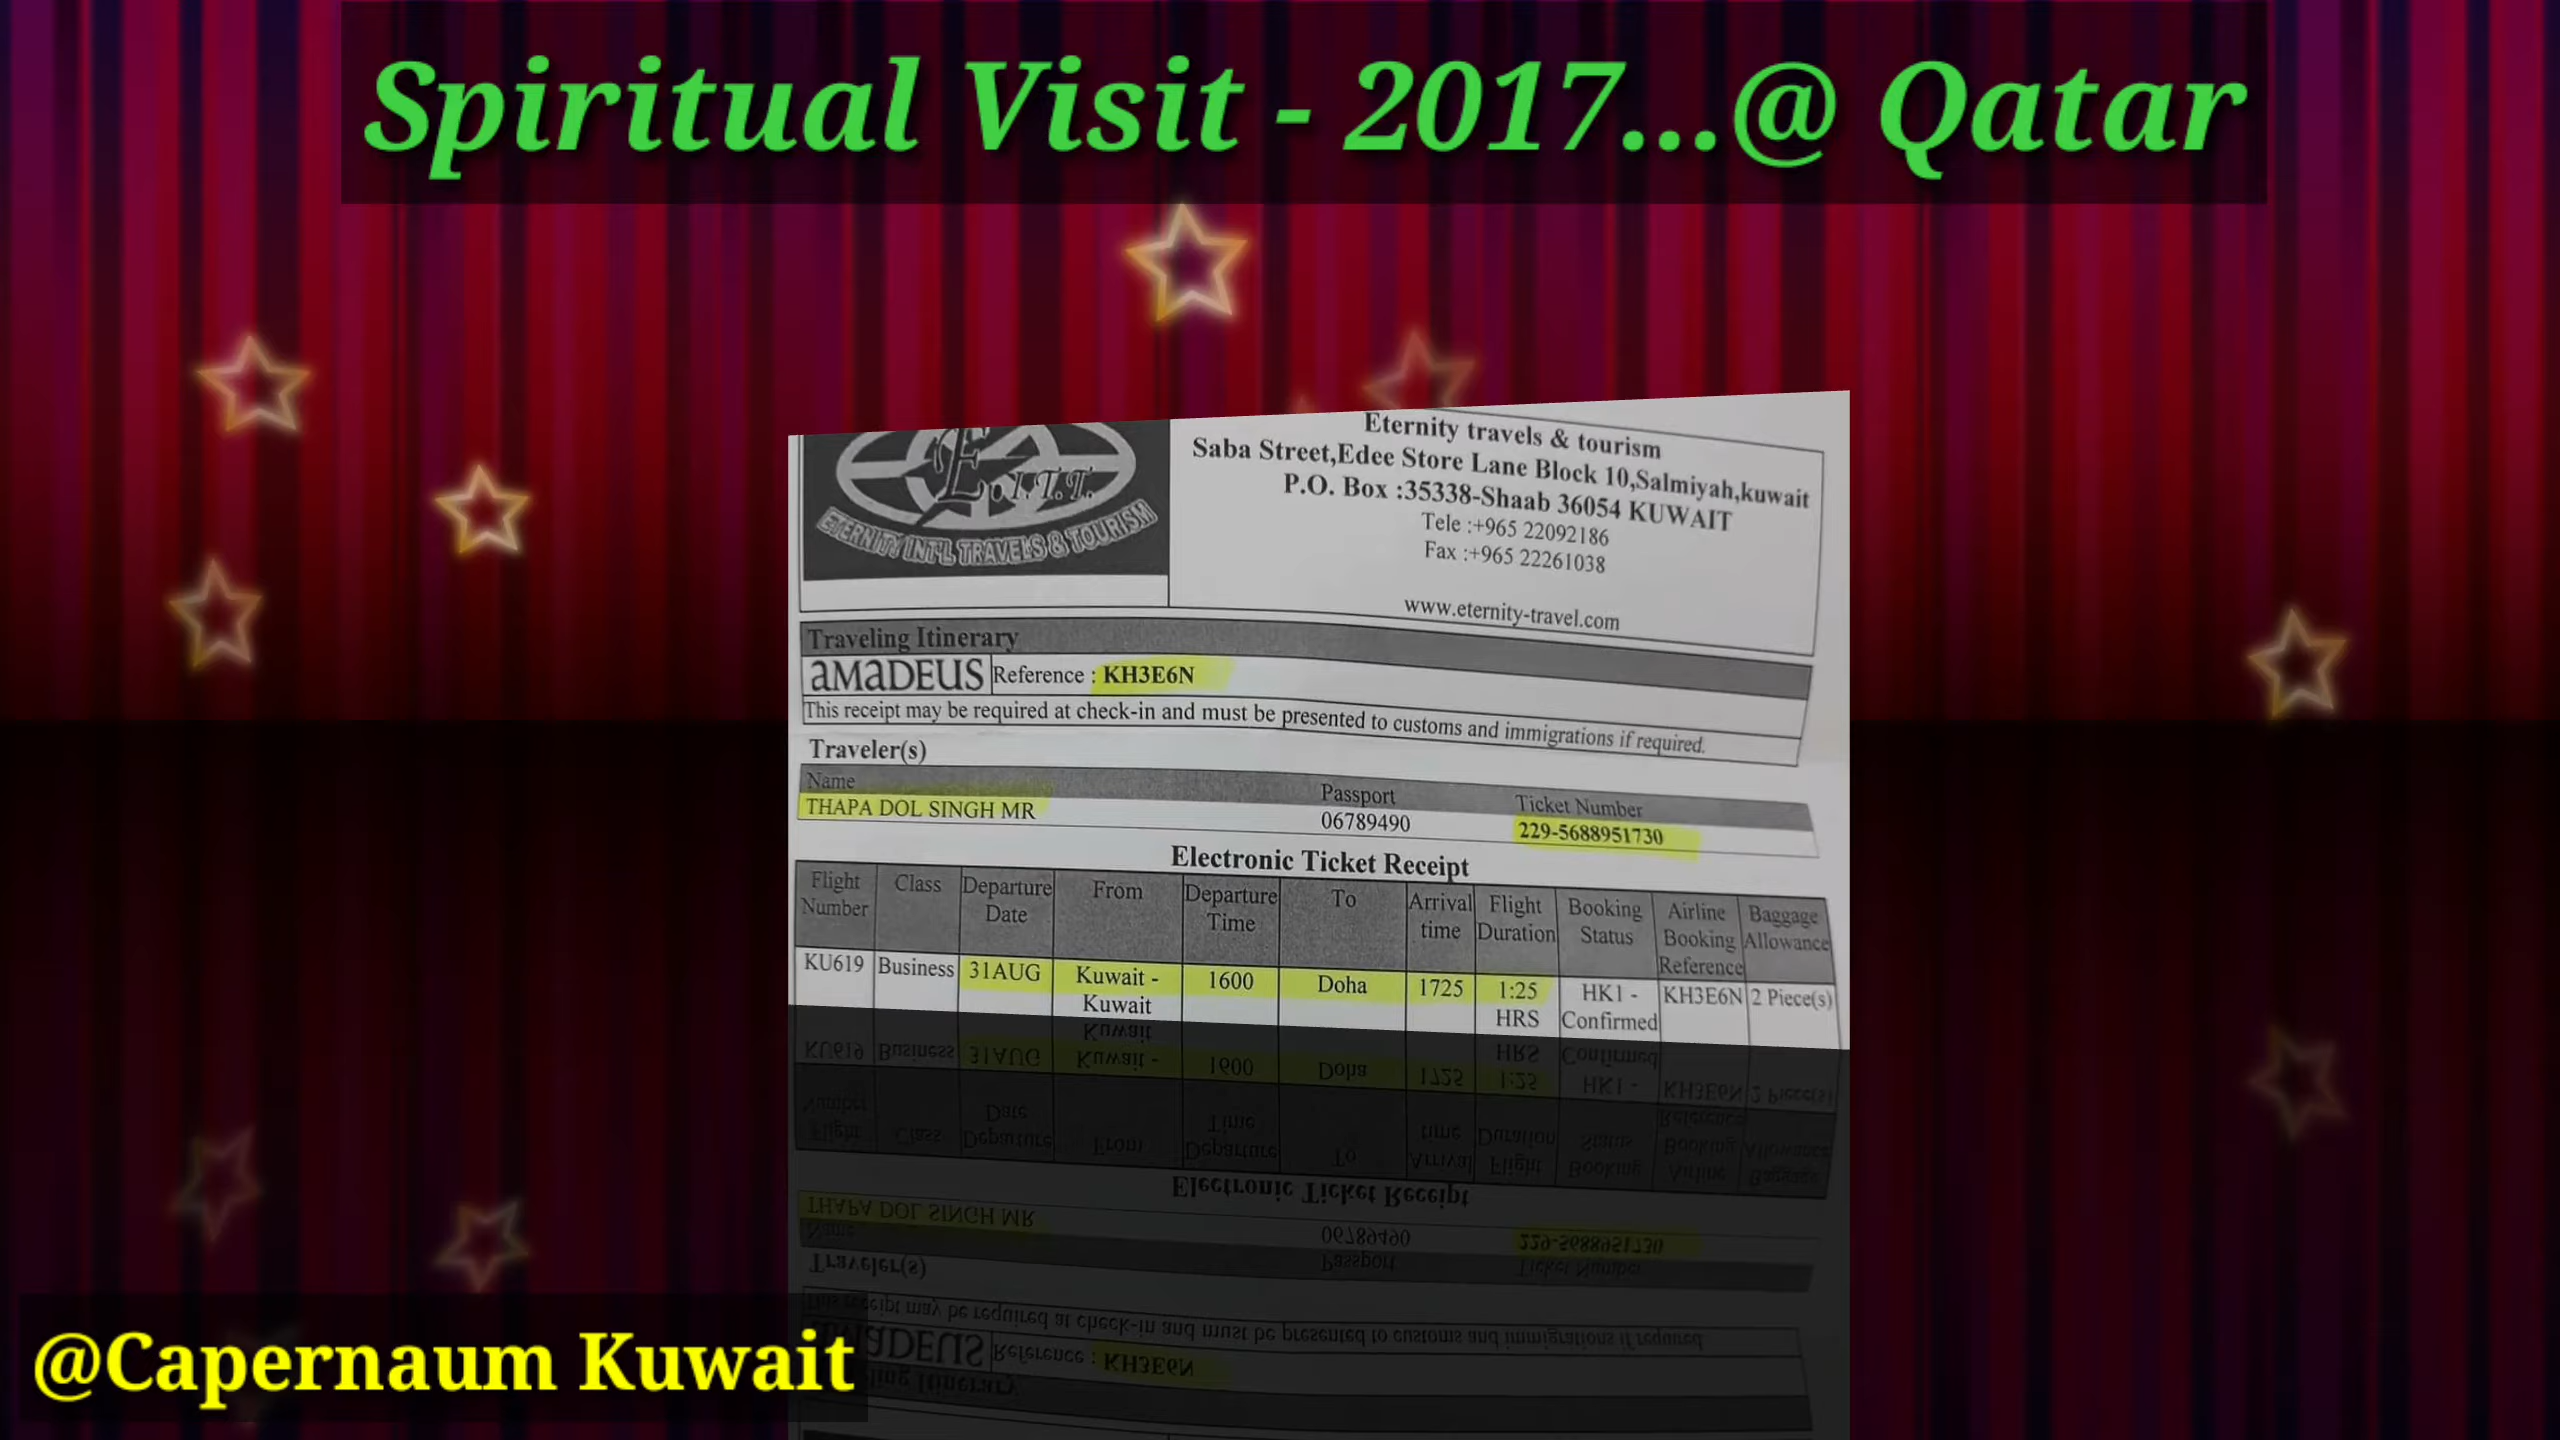 Spiritual Visit - 2017...@ Qatar
E.I.T.T.
ETERNITY INT'L TRAVELS & TOURISM
Eternity travels & tourism
Saba Street,Edee Store Lane Block 10,Salmiyah,kuwait
P.O. Box :35338-Shaab 36054 KUWAIT
Tele :+965 22092186
Fax :+965 22261038
www.eternity-travel.com
Traveling Itinerary
amadeus Reference : KH3E6N
This receipt may be required at check-in and must be presented to customs and immigrations if required.
Traveler(s)
Name Passport Ticket Number
THAPA DOL SINGH MR 06789490 229-5688951730
Electronic Ticket Receipt
Flight Number Class Departure Date From Departure Time To Arrival time Flight Duration Booking Status Airline Booking Reference Baggage Allowance
KU619 Business 31AUG Kuwait - Kuwait 1600 Doha 1725 1:25 HRS HK1 - Confirmed KH3E6N 2 Piece(s)
@Capernaum Kuwait